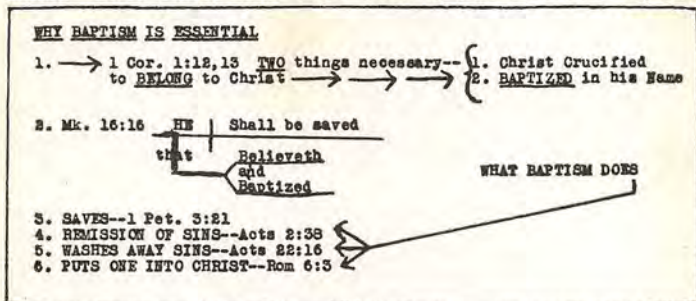 WHY BAPTISM IS ESSENTIAL
1. 1 Cor. 1:12,13 TWO things necessary-- 1. Christ Crucified
to BELONG to Christ 2. BAPTIZED in his Name
2. Mk. 16:16 HE Shall be saved
that Believeth
and
Baptized
WHAT BAPTISM DOES
3. SAVES--1 Pet. 3:21
4. REMISSION OF SINS--Acts 2:38
5. WASHES AWAY SINS--Acts 22:16
6. PUTS ONE INTO CHRIST--Rom 6:3